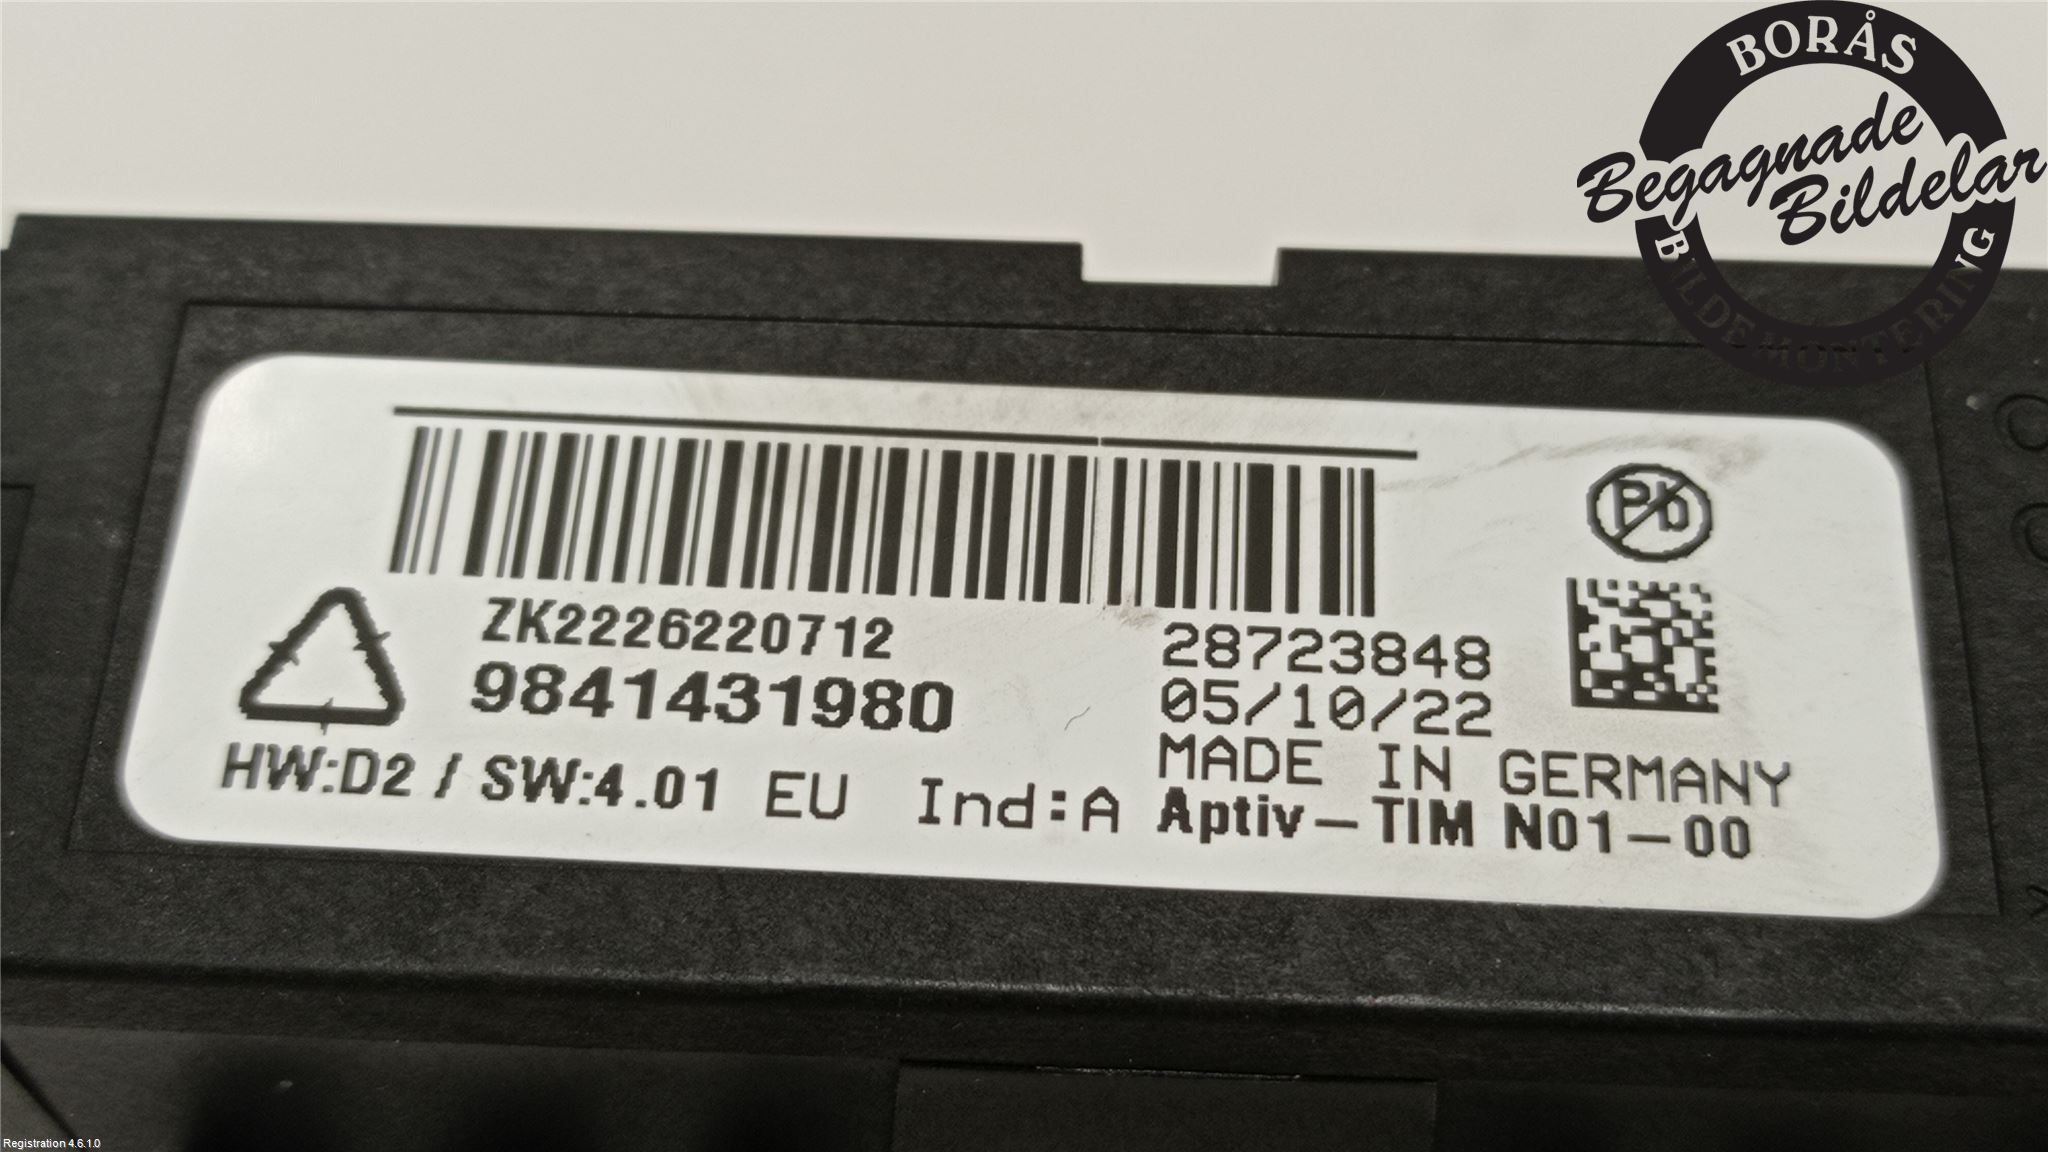 BORÅS
Begagnade
Bildelar
BILDEMONTERING
Pb
ZK2226220712
9841431980
28723848
05/10/22
MADE IN GERMANY
HW:D2 / SW:4.01 EU Ind:A Aptiv-TIM N01-00
Registration 4.6.1.0